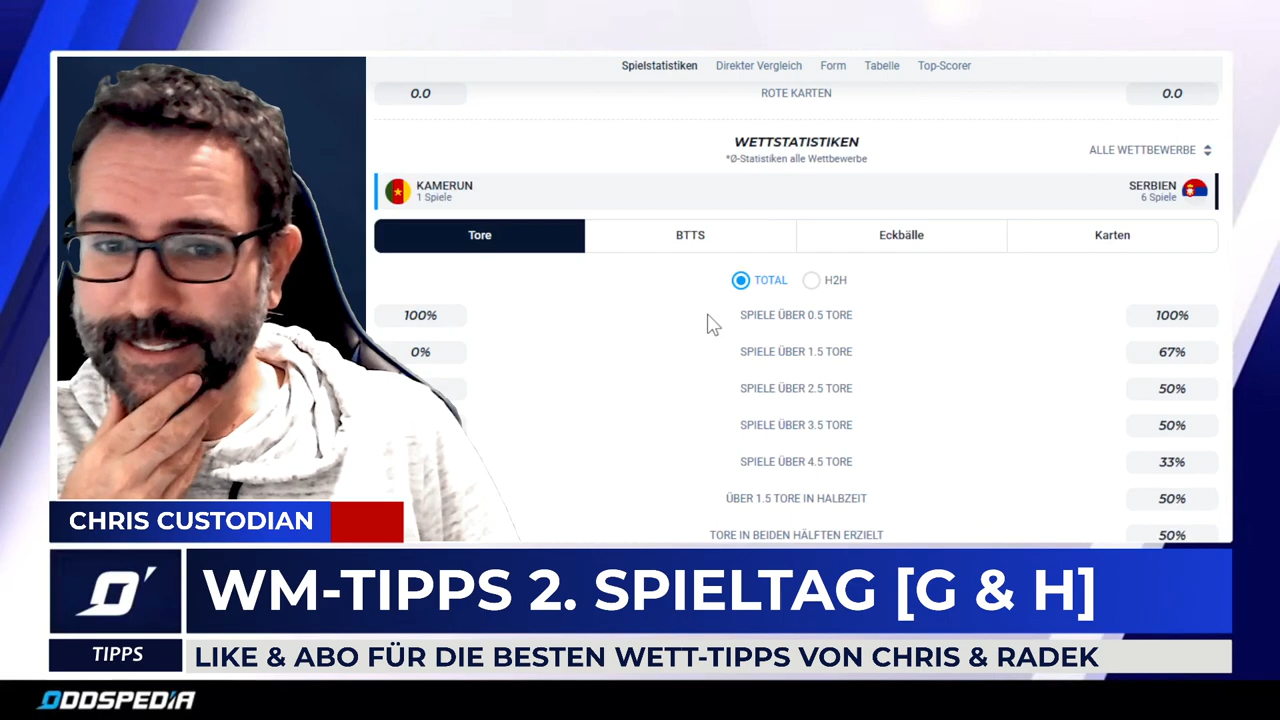 Spielstatistiken Direkter Vergleich Form Tabelle Top-Scorer
0.0 ROTE KARTEN 0.0
WETTSTATISTIKEN
*Ø-Statistiken alle Wettbewerbe
ALLE WETTBEWERBE
KAMERUN SERBIEN
1 Spiele 6 Spiele
Tore BTTS Eckbälle Karten
TOTAL H2H
100% SPIELE ÜBER 0.5 TORE 100%
0% SPIELE ÜBER 1.5 TORE 67%
SPIELE ÜBER 2.5 TORE 50%
SPIELE ÜBER 3.5 TORE 50%
SPIELE ÜBER 4.5 TORE 33%
ÜBER 1.5 TORE IN HALBZEIT 50%
TORE IN BEIDEN HÄLFTEN ERZIELT 50%
CHRIS CUSTODIAN
WM-TIPPS 2. SPIELTAG [G & H]
TIPPS
LIKE & ABO FÜR DIE BESTEN WETT-TIPPS VON CHRIS & RADEK
ODDSPEDIA